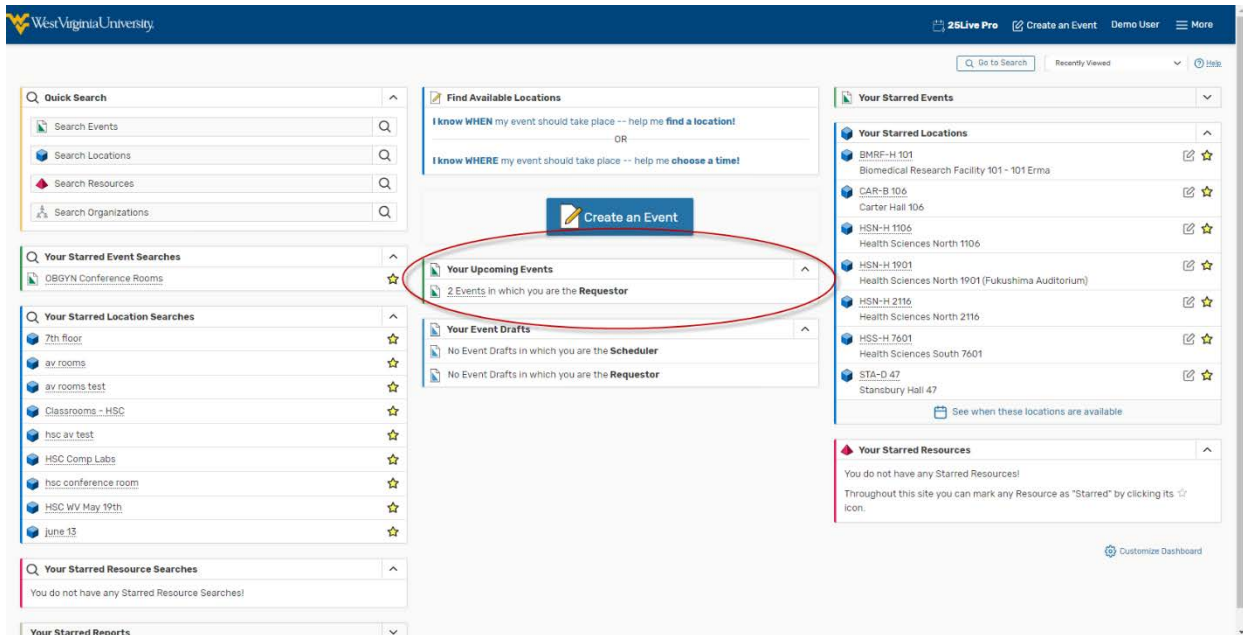 West Virginia University.
25Live Pro
Create an Event
Demo User
More
Go to Search
Recently Viewed
Help
Quick Search
Search Events
Search Locations
Search Resources
Search Organizations
Your Starred Event Searches
OBGYN Conference Rooms
Your Starred Location Searches
7th floor
av rooms
av rooms test
Classrooms - HSC
hsc av test
HSC Comp Labs
hsc conference room
HSC WV May 19th
june 13
Your Starred Resource Searches
You do not have any Starred Resource Searches!
Your Starred Reports
Find Available Locations
I know WHEN my event should take place -- help me find a location!
OR
I know WHERE my event should take place -- help me choose a time!
Create an Event
Your Upcoming Events
2 Events in which you are the Requestor
Your Event Drafts
No Event Drafts in which you are the Scheduler
No Event Drafts in which you are the Requestor
Your Starred Events
Your Starred Locations
BMRF-H 101
Biomedical Research Facility 101 - 101 Erma
CAR-B 106
Carter Hall 106
HSN-H 1106
Health Sciences North 1106
HSN-H 1901
Health Sciences North 1901 (Fukushima Auditorium)
HSN-H 2116
Health Sciences North 2116
HSS-H 7601
Health Sciences South 7601
STA-D 47
Stansbury Hall 47
See when these locations are available
Your Starred Resources
You do not have any Starred Resources!
Throughout this site you can mark any Resource as "Starred" by clicking its
icon.
Customize Dashboard